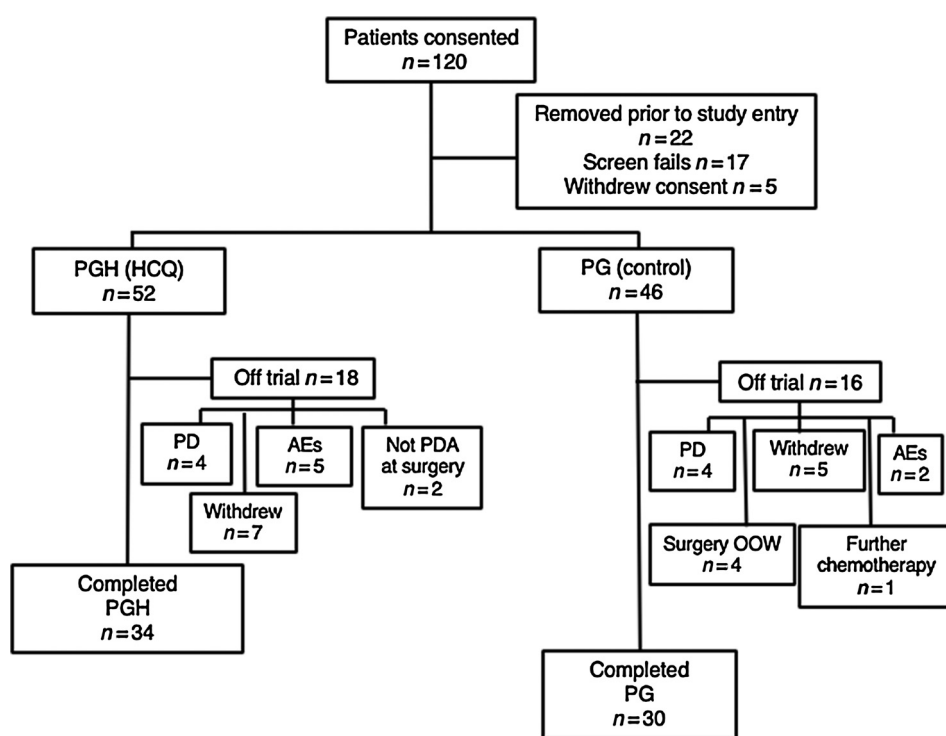 Patients consented
n=120
Removed prior to study entry
n=22
Screen fails n=17
Withdrew consent n=5
PGH (HCQ)
n=52
PG (control)
n=46
Off trial n=18
PD
n=4
AEs
n=5
Not PDA
at surgery
n=2
Withdrew
n=7
Off trial n=16
PD
n=4
Withdrew
n=5
AEs
n=2
Surgery OOW
n=4
Further
chemotherapy
n=1
Completed
PGH
n=34
Completed
PG
n=30